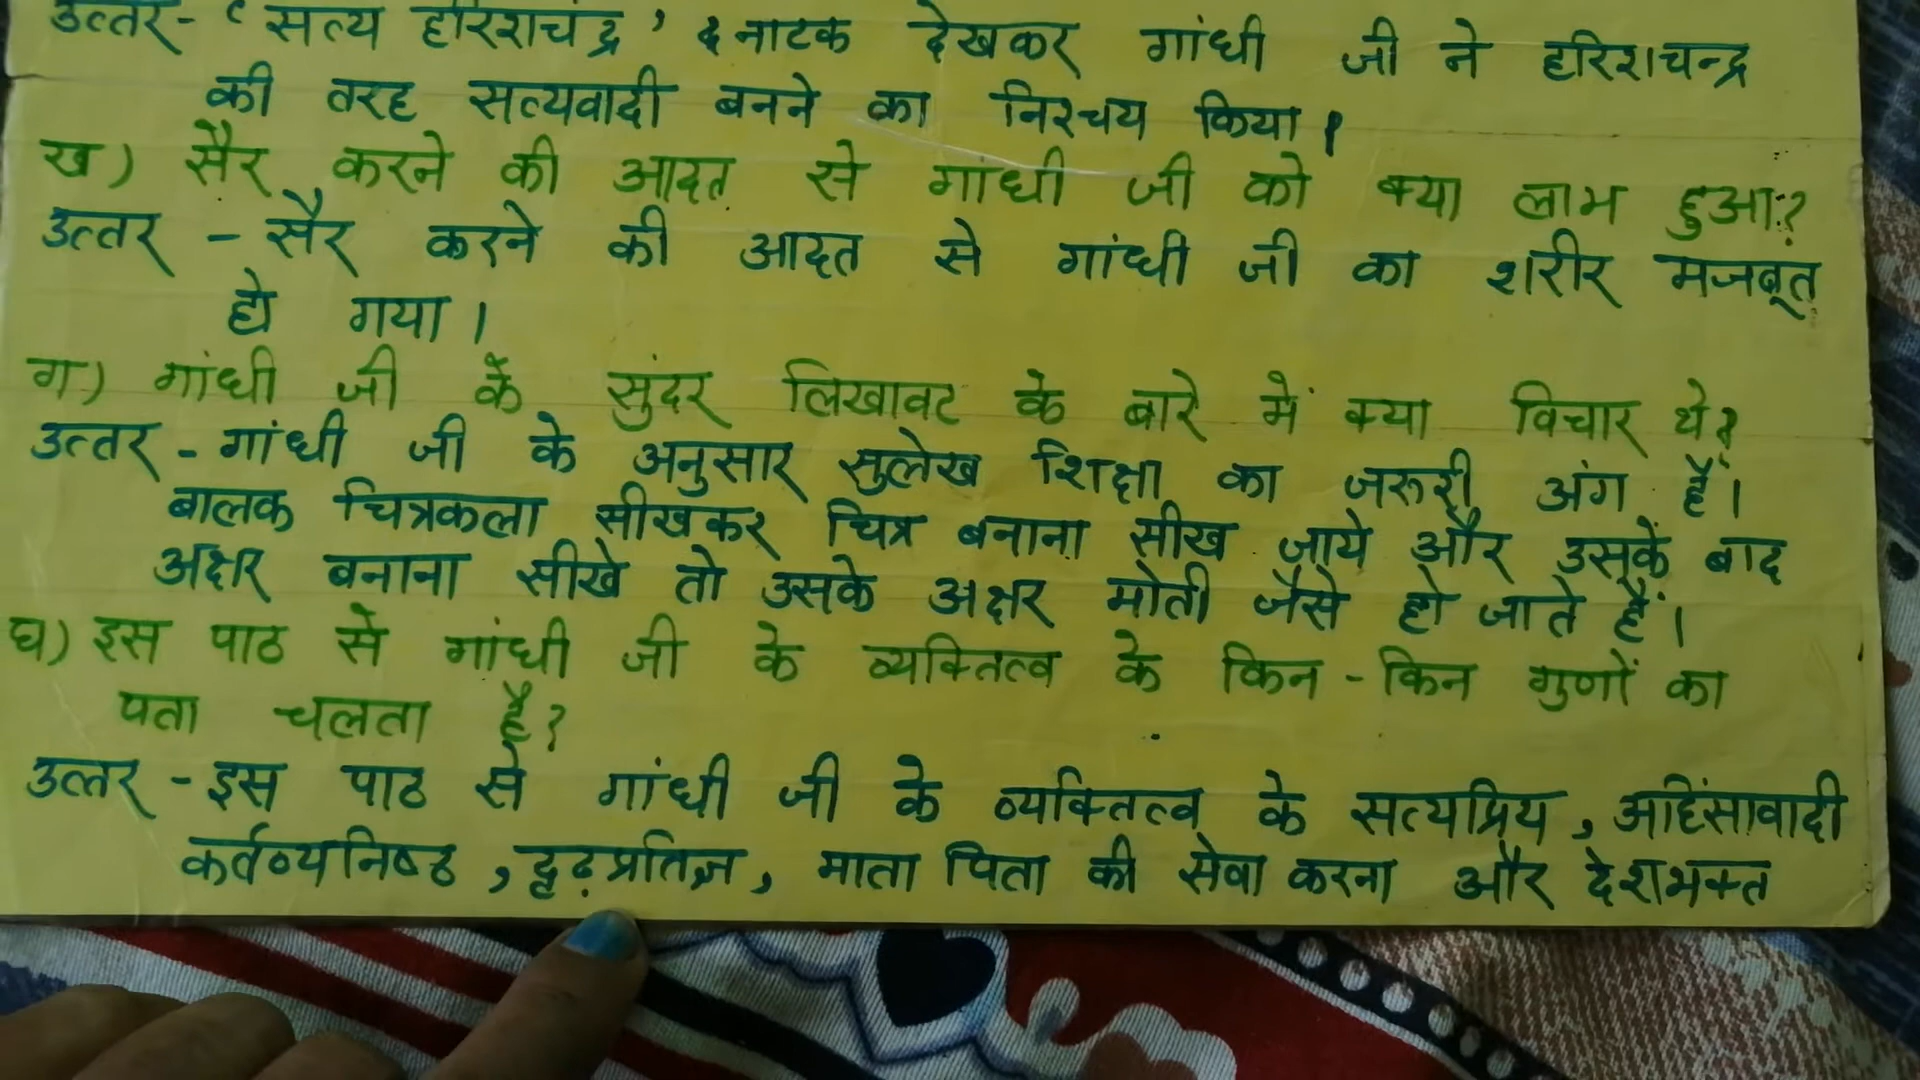 उत्तर - 'सत्य हरिशचंद्र' नाटक देखकर गांधी जी ने हरिशचन्द्र
की तरह सत्यवादी बनने का निश्चय किया।
ख) सैर करने की आदत से गांधी जी को क्या लाभ हुआ?
उत्तर - सैर करने की आदत से गांधी जी का शरीर मजबूत
हो गया।
ग) गांधी जी के सुंदर लिखावट के बारे में क्या विचार थे?
उत्तर - गांधी जी के अनुसार सुलेख शिक्षा का जरूरी अंग है।
बालक चित्रकला सीखकर चित्र बनाना सीख जाये और उसके बाद
अक्षर बनाना सीखे तो उसके अक्षर मोती जैसे हो जाते हैं।
घ) इस पाठ से गांधी जी के व्यक्तित्व के किन - किन गुणों का
पता चलता है?
उत्तर - इस पाठ से गांधी जी के व्यक्तित्व के सत्यप्रिय, अहिंसावादी
कर्तव्यनिष्ठ, दृढ़प्रतिज्ञ, माता पिता की सेवा करना और देशभक्त